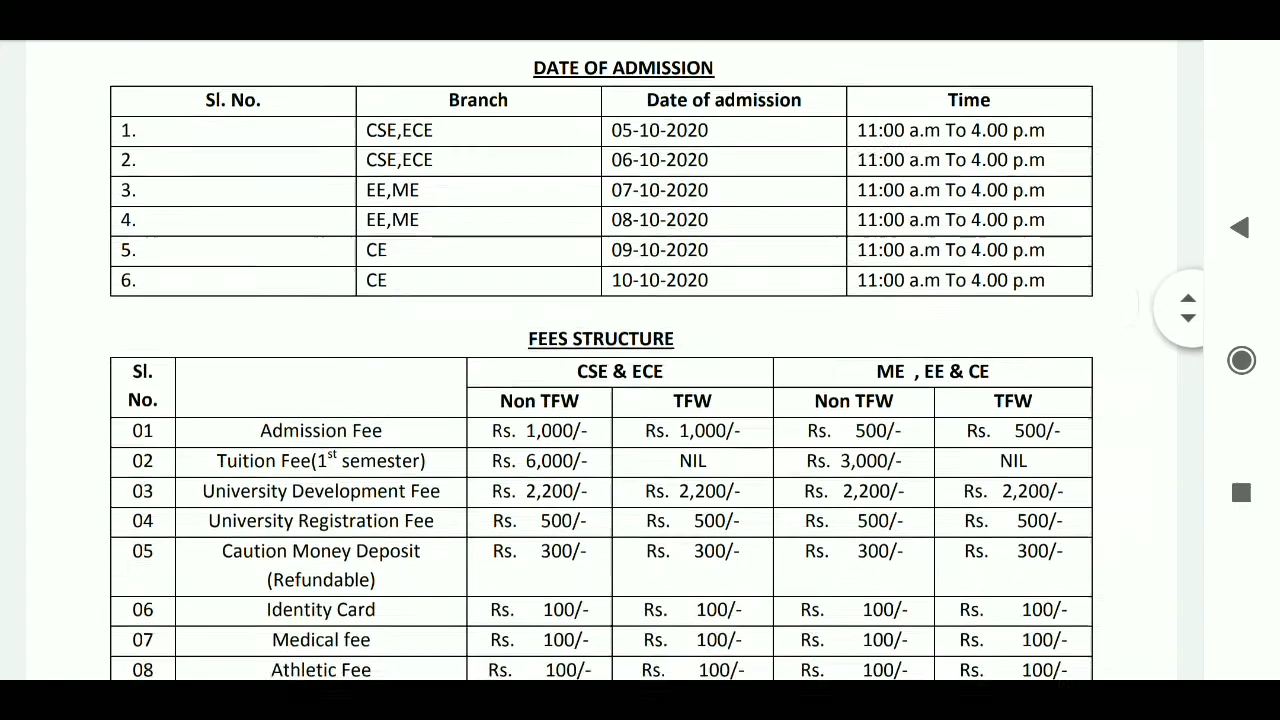 DATE OF ADMISSION
Sl. No. Branch Date of admission Time
1. CSE,ECE 05-10-2020 11:00 a.m To 4.00 p.m
2. CSE,ECE 06-10-2020 11:00 a.m To 4.00 p.m
3. EE,ME 07-10-2020 11:00 a.m To 4.00 p.m
4. EE,ME 08-10-2020 11:00 a.m To 4.00 p.m
5. CE 09-10-2020 11:00 a.m To 4.00 p.m
6. CE 10-10-2020 11:00 a.m To 4.00 p.m
FEES STRUCTURE
Sl. CSE & ECE ME , EE & CE
No. Non TFW TFW Non TFW TFW
01 Admission Fee Rs. 1,000/- Rs. 1,000/- Rs. 500/- Rs. 500/-
02 Tuition Fee(1st semester) Rs. 6,000/- NIL Rs. 3,000/- NIL
03 University Development Fee Rs. 2,200/- Rs. 2,200/- Rs. 2,200/- Rs. 2,200/-
04 University Registration Fee Rs. 500/- Rs. 500/- Rs. 500/- Rs. 500/-
05 Caution Money Deposit Rs. 300/- Rs. 300/- Rs. 300/- Rs. 300/-
(Refundable)
06 Identity Card Rs. 100/- Rs. 100/- Rs. 100/- Rs. 100/-
07 Medical fee Rs. 100/- Rs. 100/- Rs. 100/- Rs. 100/-
08 Athletic Fee Rs. 100/- Rs. 100/- Rs. 100/- Rs. 100/-